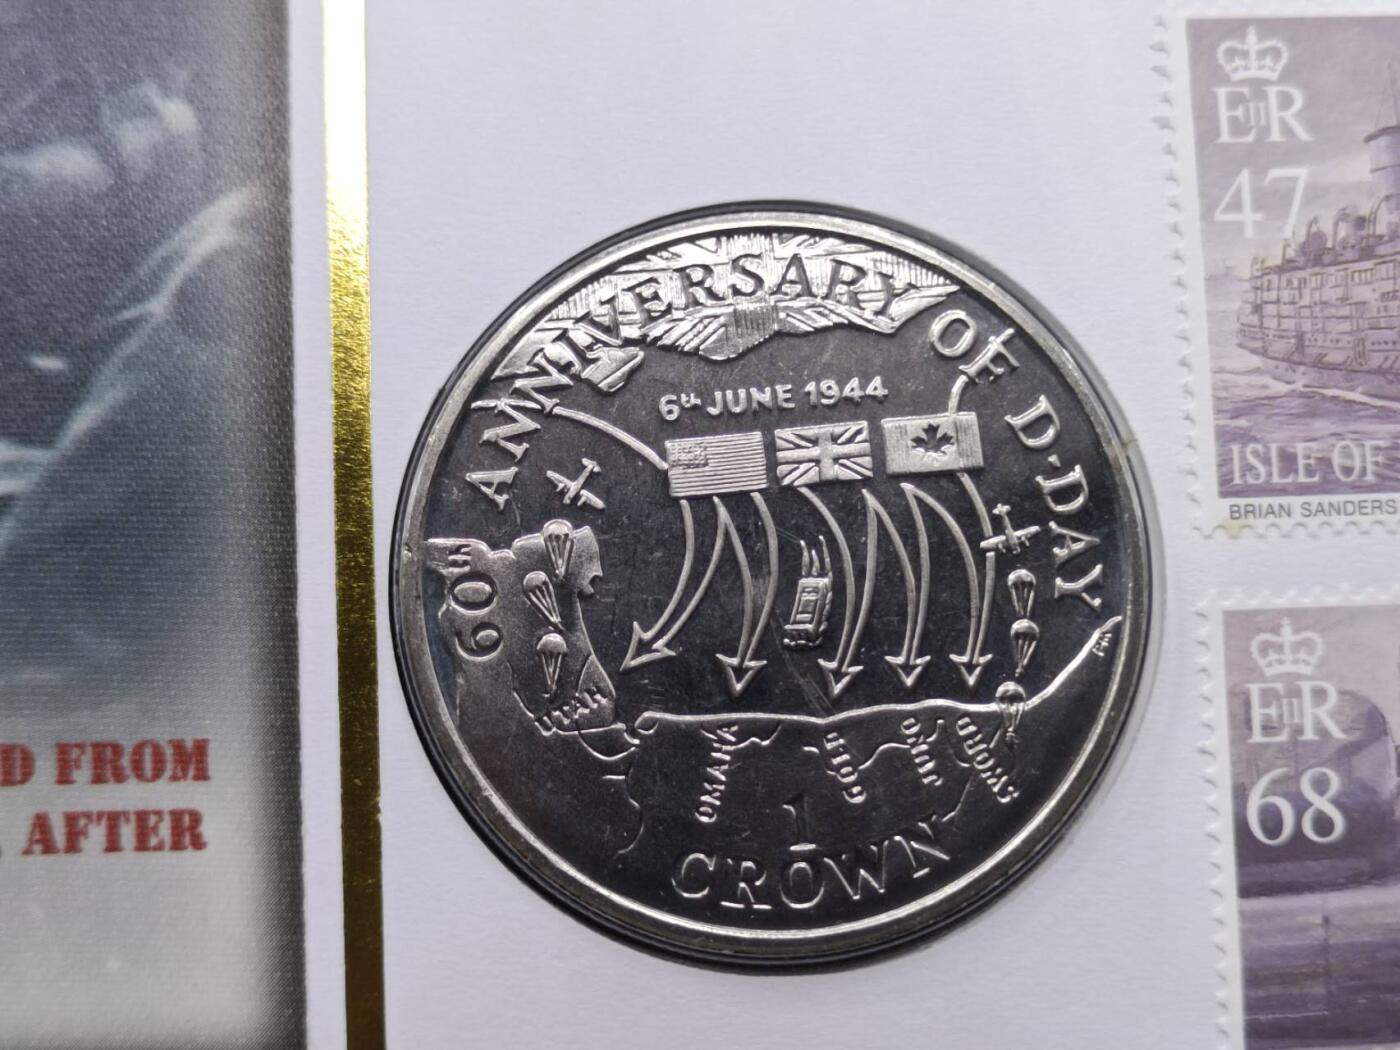 D FROM
AFTER
60th ANNIVERSARY OF D-DAY
6th JUNE 1944
UTAH
OMAHA
GOLD
JUNO
SWORD
1
CROWN
PM
EIIR
47
ISLE OF
BRIAN SANDERS
EIIR
68